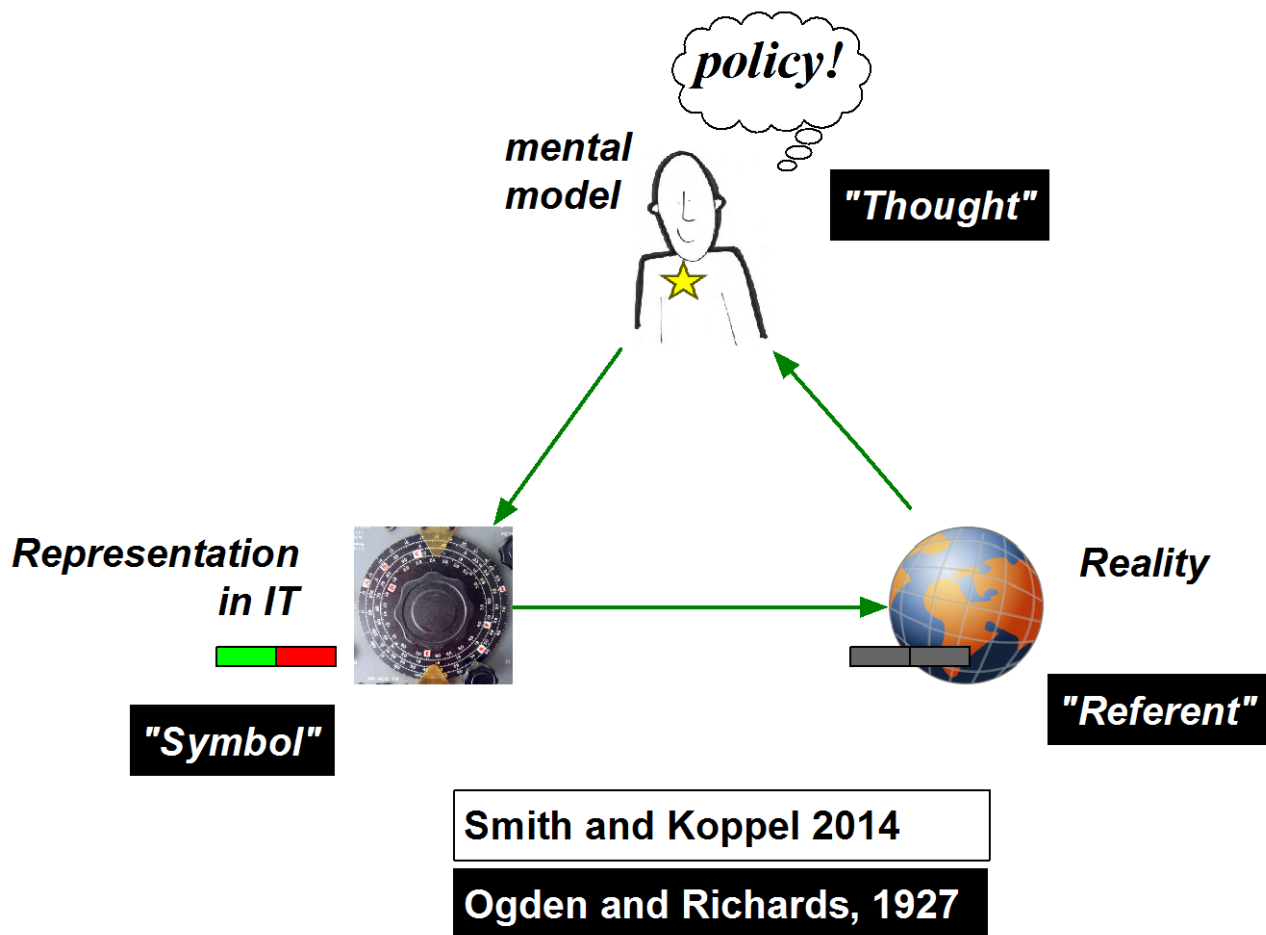 policy!
mental
model
"Thought"
Representation
in IT
Reality
"Symbol"
"Referent"
Smith and Koppel 2014
Ogden and Richards, 1927